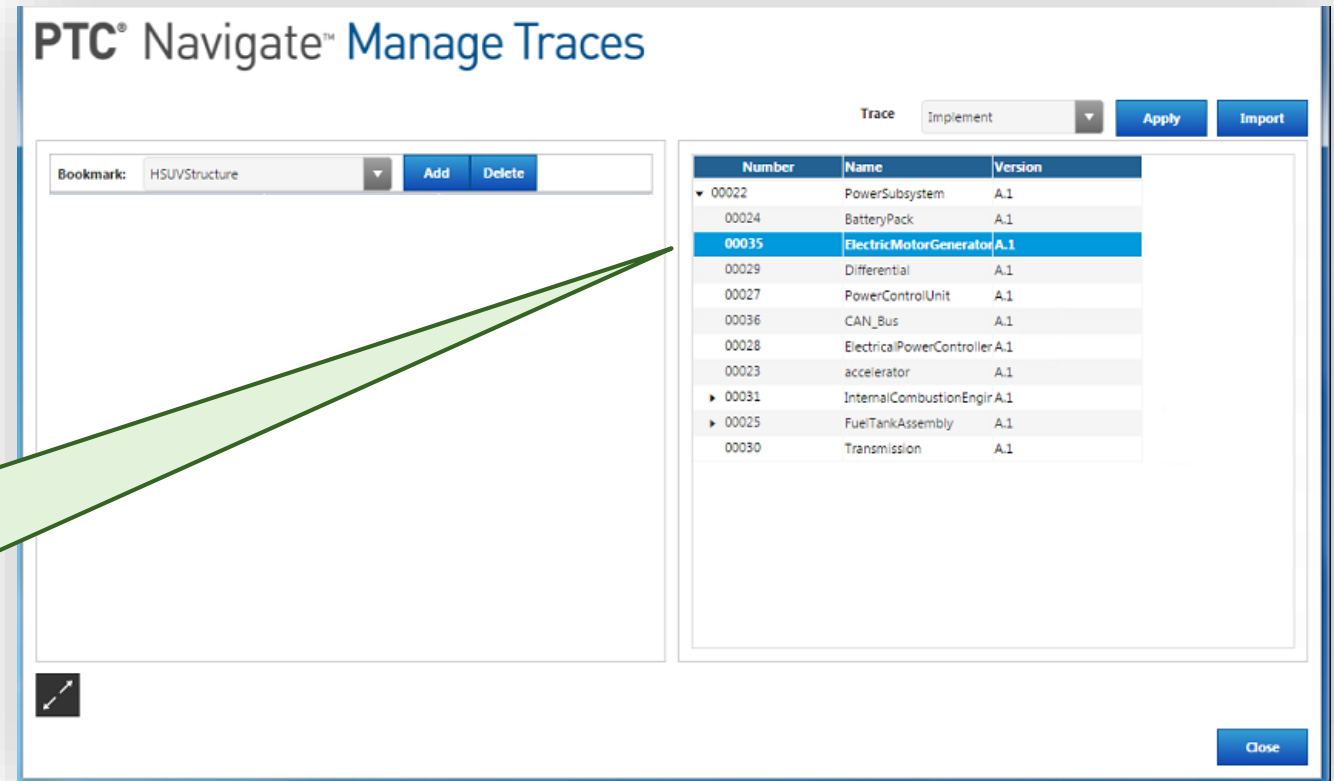 PTC® Navigate™ Manage Traces
Trace Implement Apply Import
Bookmark: HSUVStructure Add Delete
Number Name Version
00022 PowerSubsystem A.1
00024 BatteryPack A.1
00035 ElectricMotorGenerator A.1
00029 Differential A.1
00027 PowerControlUnit A.1
00036 CAN_Bus A.1
00028 ElectricalPowerController A.1
00023 accelerator A.1
00031 InternalCombustionEngir A.1
00025 FuelTankAssembly A.1
00030 Transmission A.1
Close